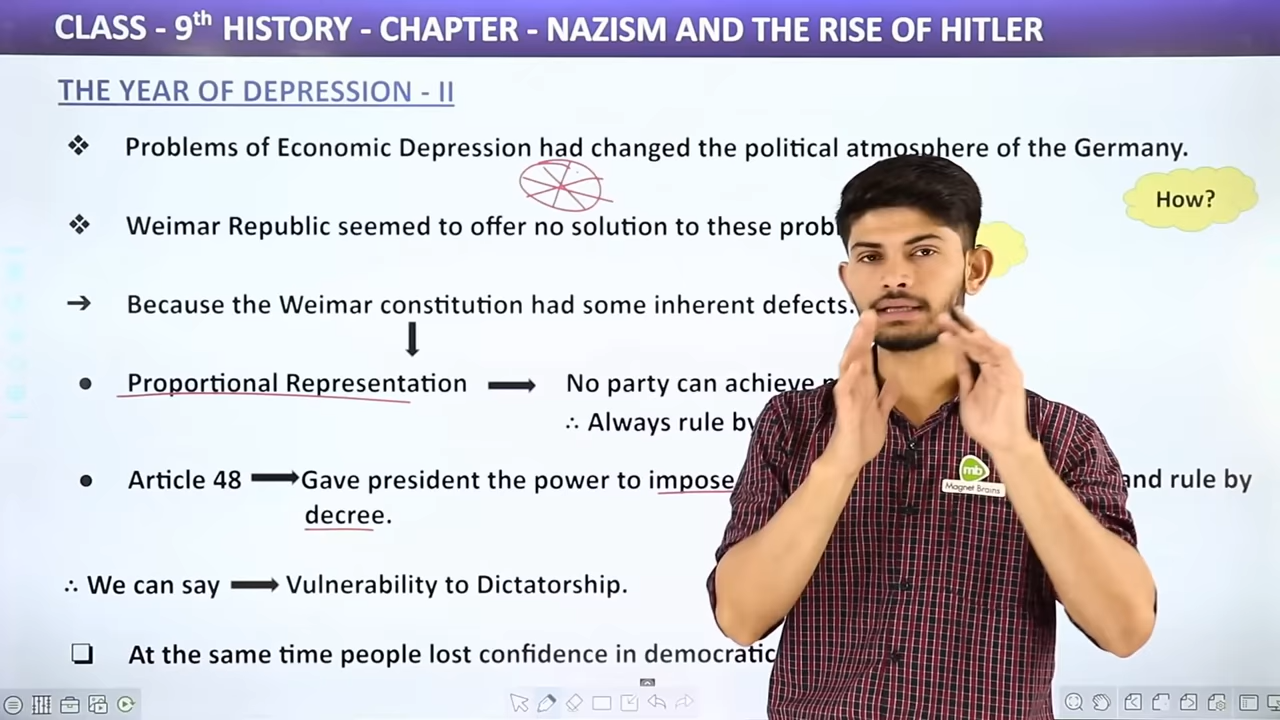 CLASS - 9th HISTORY - CHAPTER - NAZISM AND THE RISE OF HITLER
THE YEAR OF DEPRESSION - II
❖ Problems of Economic Depression had changed the political atmosphere of the Germany.
How?
❖ Weimar Republic seemed to offer no solution to these
➔ Because the Weimar constitution had some inherent defects.
• Proportional Representation → No party can achieve
∴ Always rule by
• Article 48 → Gave president the power to impose and rule by
decree.
∴ We can say → Vulnerability to Dictatorship.
❑ At the same time people lost confidence in democratic
mb
Magnet Brains